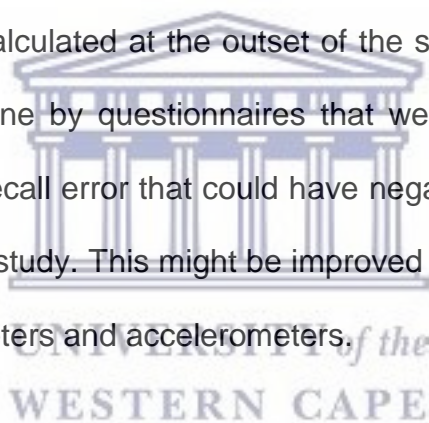 alculated at the outset of the s
ne by questionnaires that we
ecall error that could have nega
study. This might be improved
ters and accelerometers.
UNIVERSITY of the
WESTERN CAPE